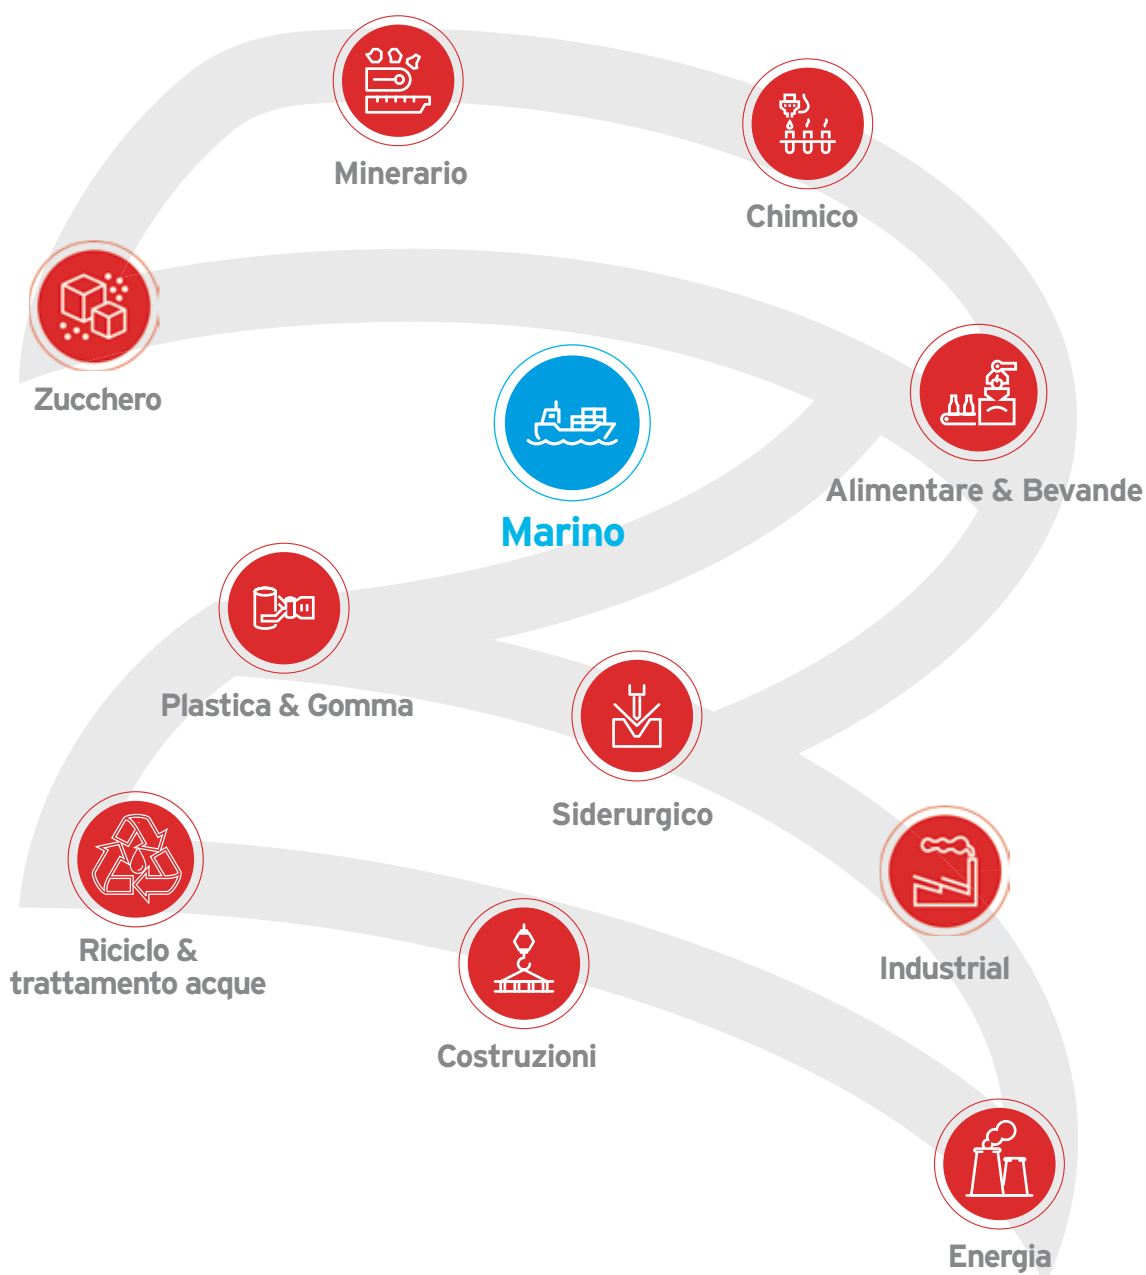 Minerario
Chimico
Zucchero
Alimentare & Bevande
Marino
Plastica & Gomma
Siderurgico
Riciclo &
trattamento acque
Industrial
Costruzioni
Energia